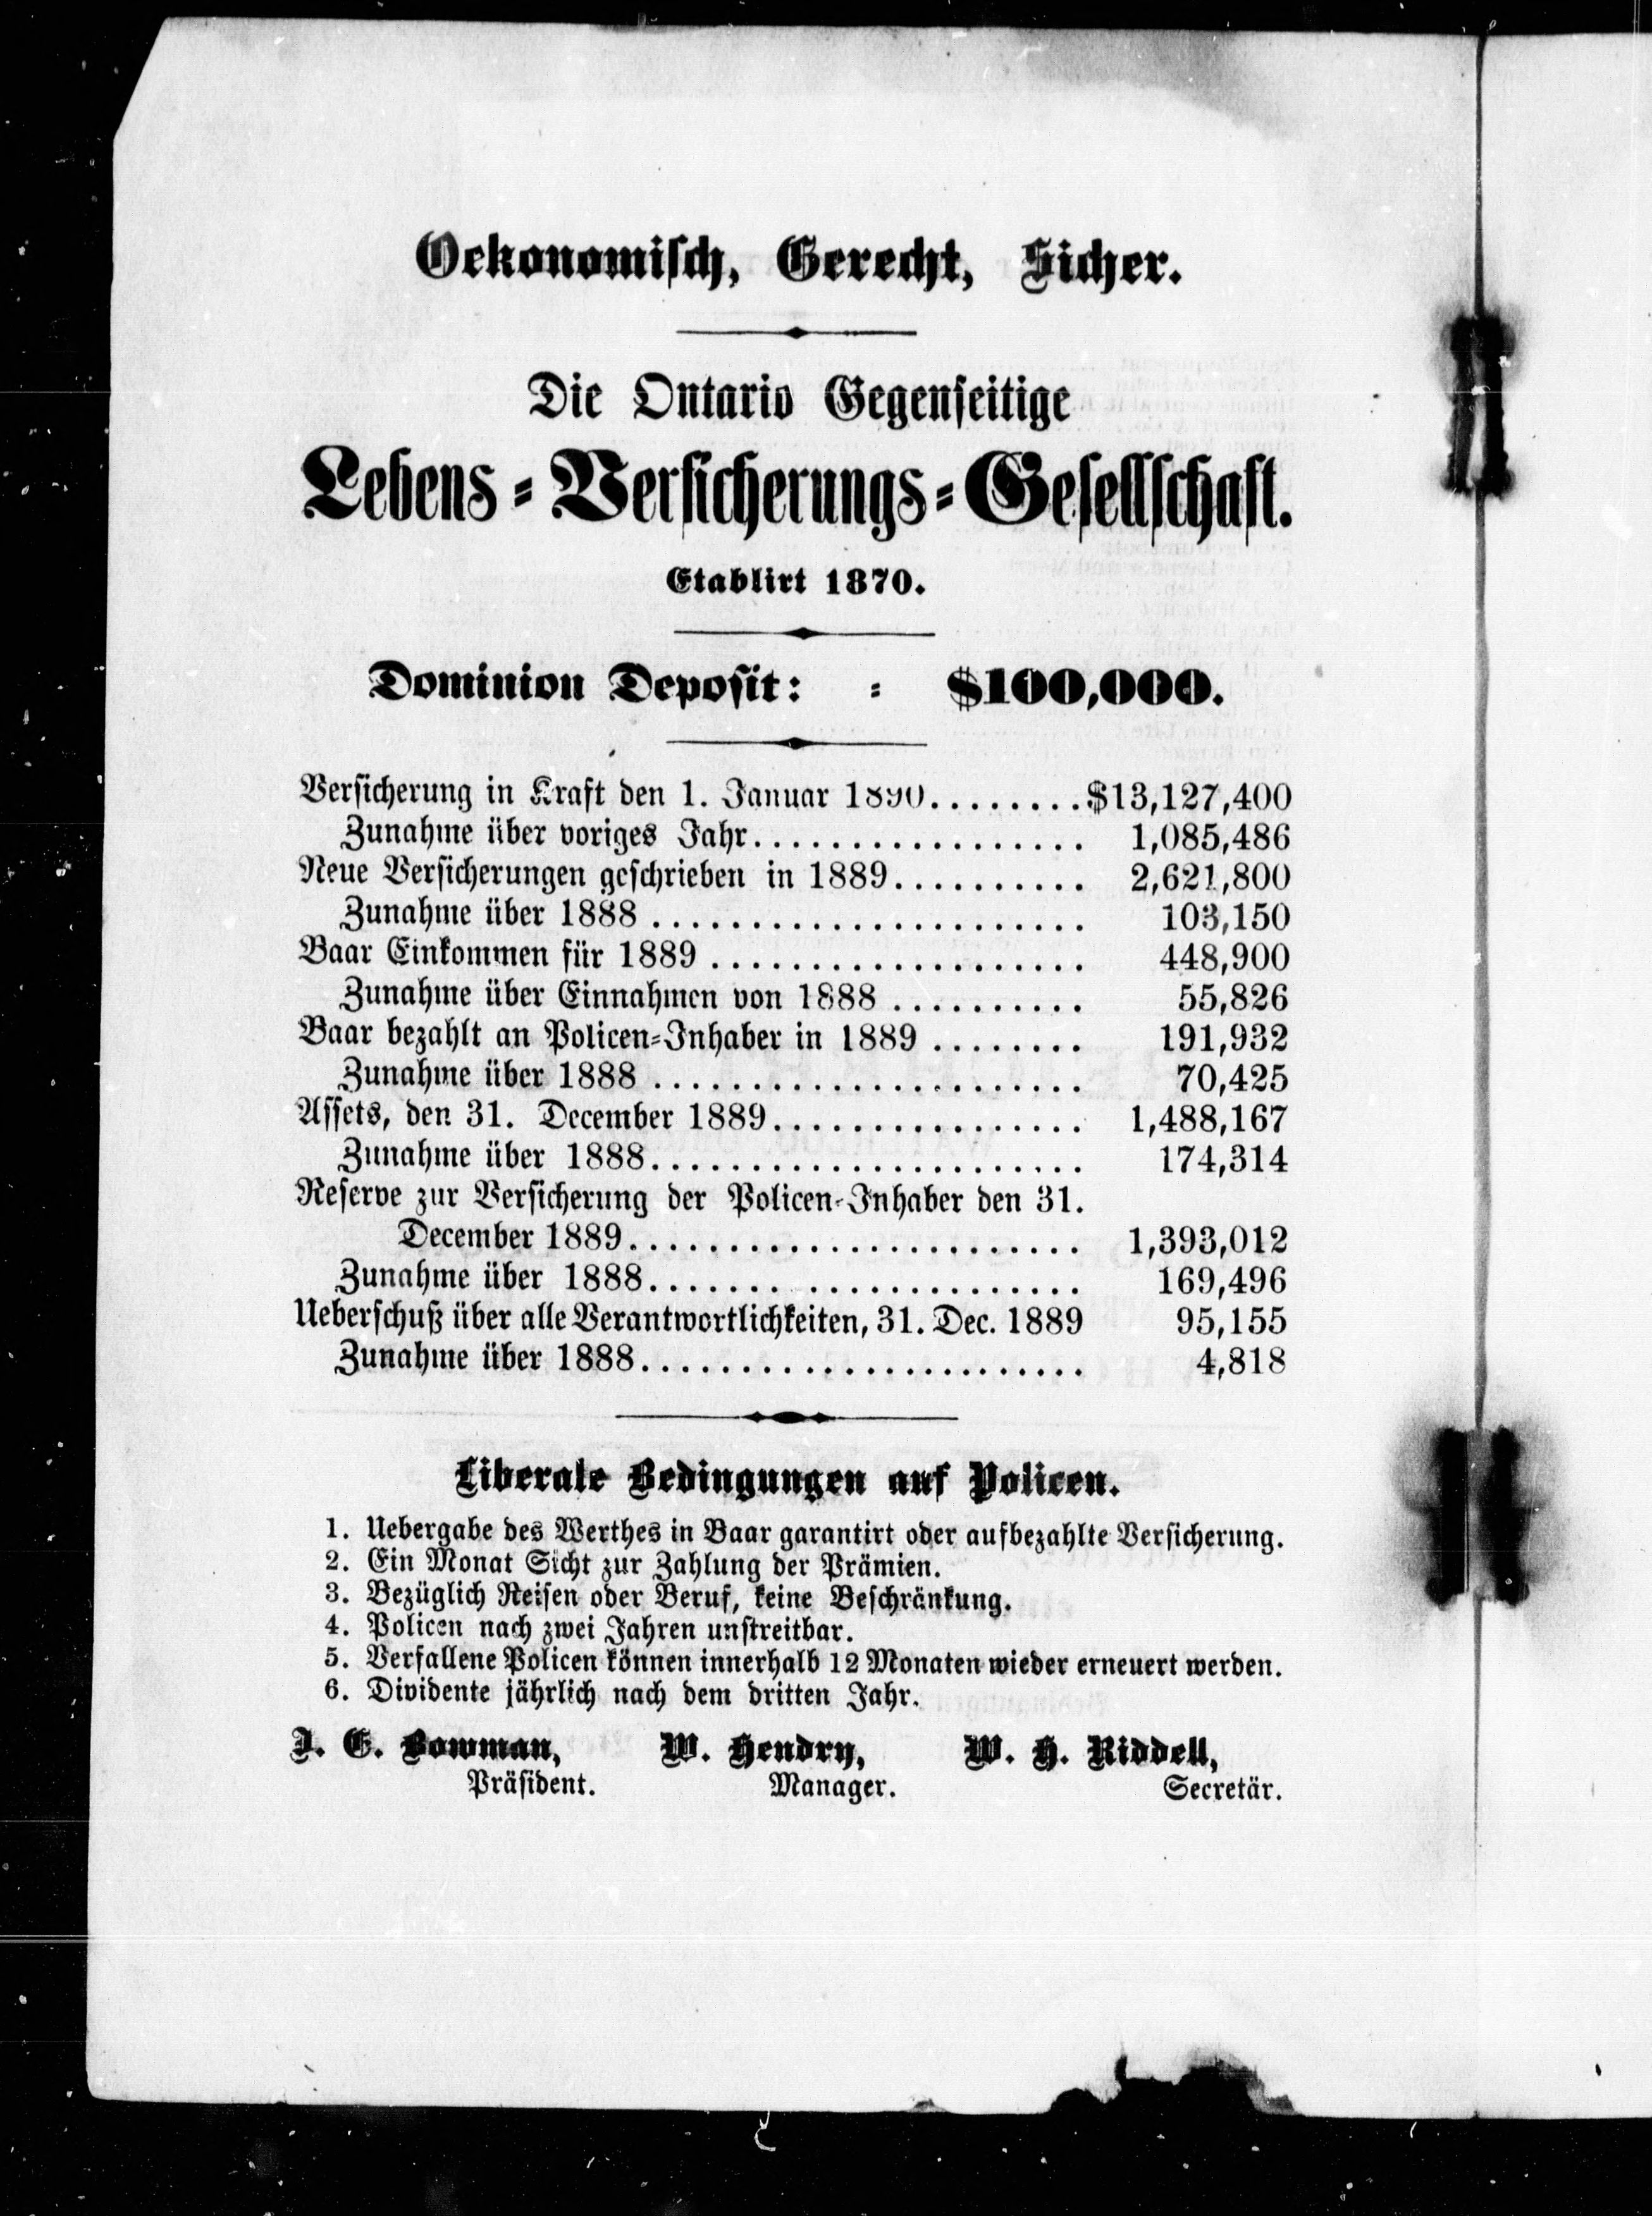 Oekonomisch, Gerecht, Sicher.
Die Ontario Gegenseitige
Lebens-Versicherungs-Gesellschaft.
Etablirt 1870.
Dominion Deposit: - $100,000.
Versicherung in Kraft den 1. Januar 1890........$13,127,400
Zunahme über voriges Jahr................. 1,085,486
Neue Versicherungen geschrieben in 1889.......... 2,621,800
Zunahme über 1888 ...................... 103,150
Baar Einkommen für 1889 ................... 448,900
Zunahme über Einnahmen von 1888 .......... 55,826
Baar bezahlt an Policen-Inhaber in 1889 ........ 191,932
Zunahme über 1888 ...................... 70,425
Assets, den 31. December 1889................ 1,488,167
Zunahme über 1888...................... 174,314
Reserve zur Versicherung der Policen-Inhaber den 31.
December 1889....................... 1,393,012
Zunahme über 1888...................... 169,496
Ueberschuß über alle Verantwortlichkeiten, 31. Dec. 1889 95,155
Zunahme über 1888....................... 4,818
Liberale Bedingungen auf Policen.
1. Uebergabe des Werthes in Baar garantirt oder aufbezahlte Versicherung.
2. Ein Monat Sicht zur Zahlung der Prämien.
3. Bezüglich Reisen oder Beruf, keine Beschränkung.
4. Policen nach zwei Jahren unstreitbar.
5. Verfallene Policen können innerhalb 12 Monaten wieder erneuert werden.
6. Dividente jährlich nach dem dritten Jahr.
I. E. Bowman, W. Hendry, W. H. Riddell,
Präsident. Manager. Secretär.